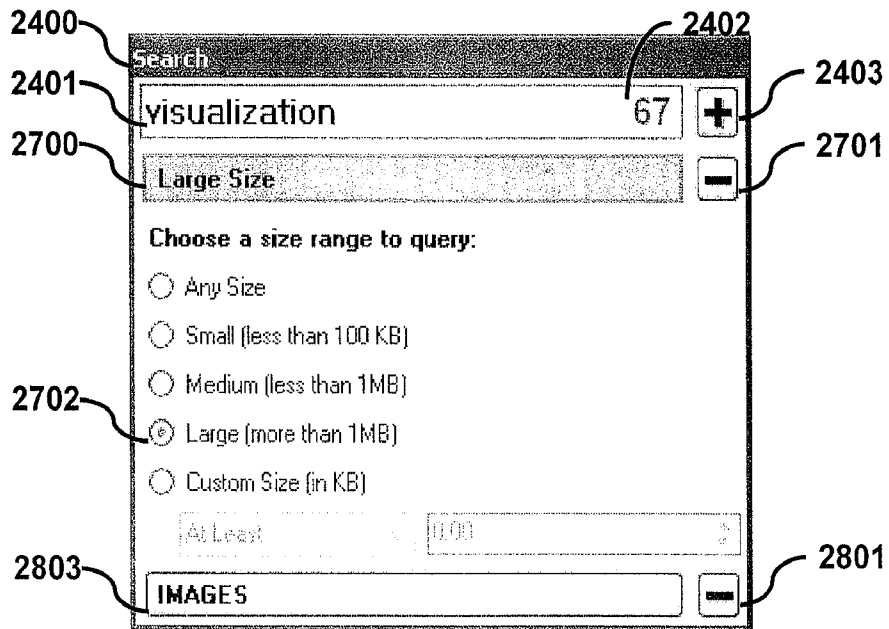 2400
Search
2402
2401
visualization 67
+
2403
2700
Large Size
-
2701
Choose a size range to query:
Any Size
Small (less than 100 KB)
Medium (less than 1MB)
2702
Large (more than 1MB)
Custom Size (in KB)
At Least 0.00
2803
IMAGES
-
2801